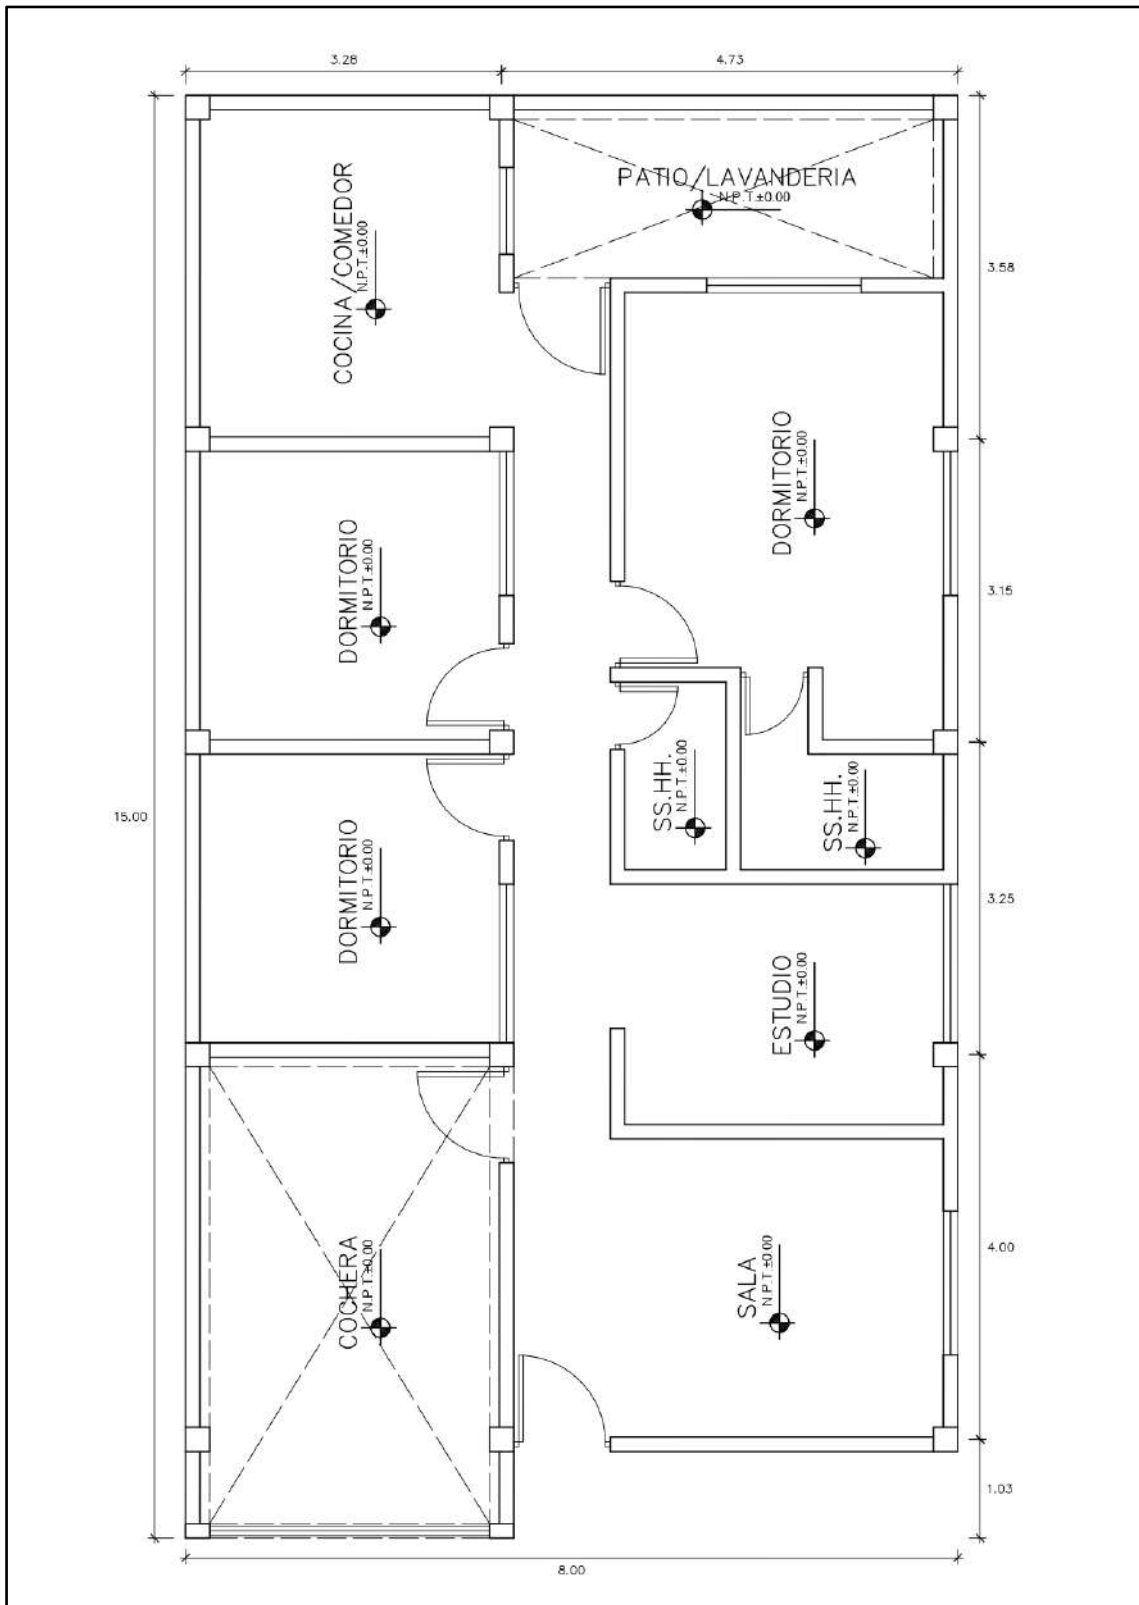 3.28
4.73
PATIO/LAVANDERIA
N.P.T.±0.00
COCINA/COMEDOR
N.P.T.±0.00
3.58
DORMITORIO
N.P.T.±0.00
DORMITORIO
N.P.T.±0.00
3.15
SS.HH.
N.P.T.±0.00
SS.HH.
N.P.T.±0.00
15.00
DORMITORIO
N.P.T.±0.00
3.25
ESTUDIO
N.P.T.±0.00
COCHERA
N.P.T.±0.00
SALA
N.P.T.±0.00
4.00
1.03
8.00